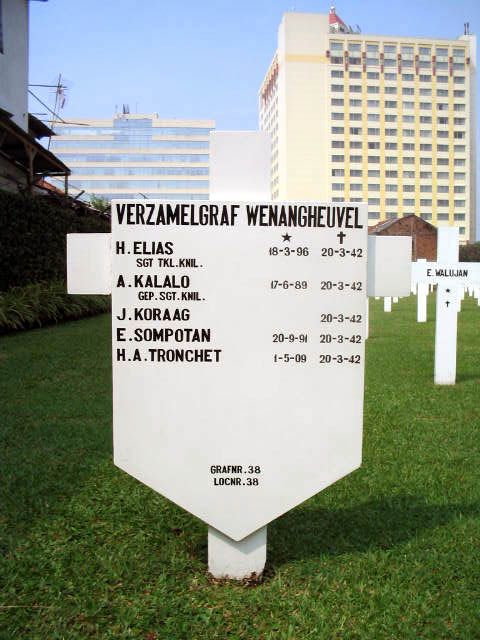 VERZAMELGRAF WENANGHEUVEL
★ ✝
H. ELIAS 18-3-96 20-3-42
SGT TKL. KNIL.
A. KALALO 17-6-89 20-3-42
GEP. SGT. KNIL.
J. KORAAG 20-3-42
E. SOMPOTAN 20-9-91 20-3-42
H.A. TRONCHET 1-5-09 20-3-42
GRAFNR. 38
LOCNR. 38
E. WALUJAN